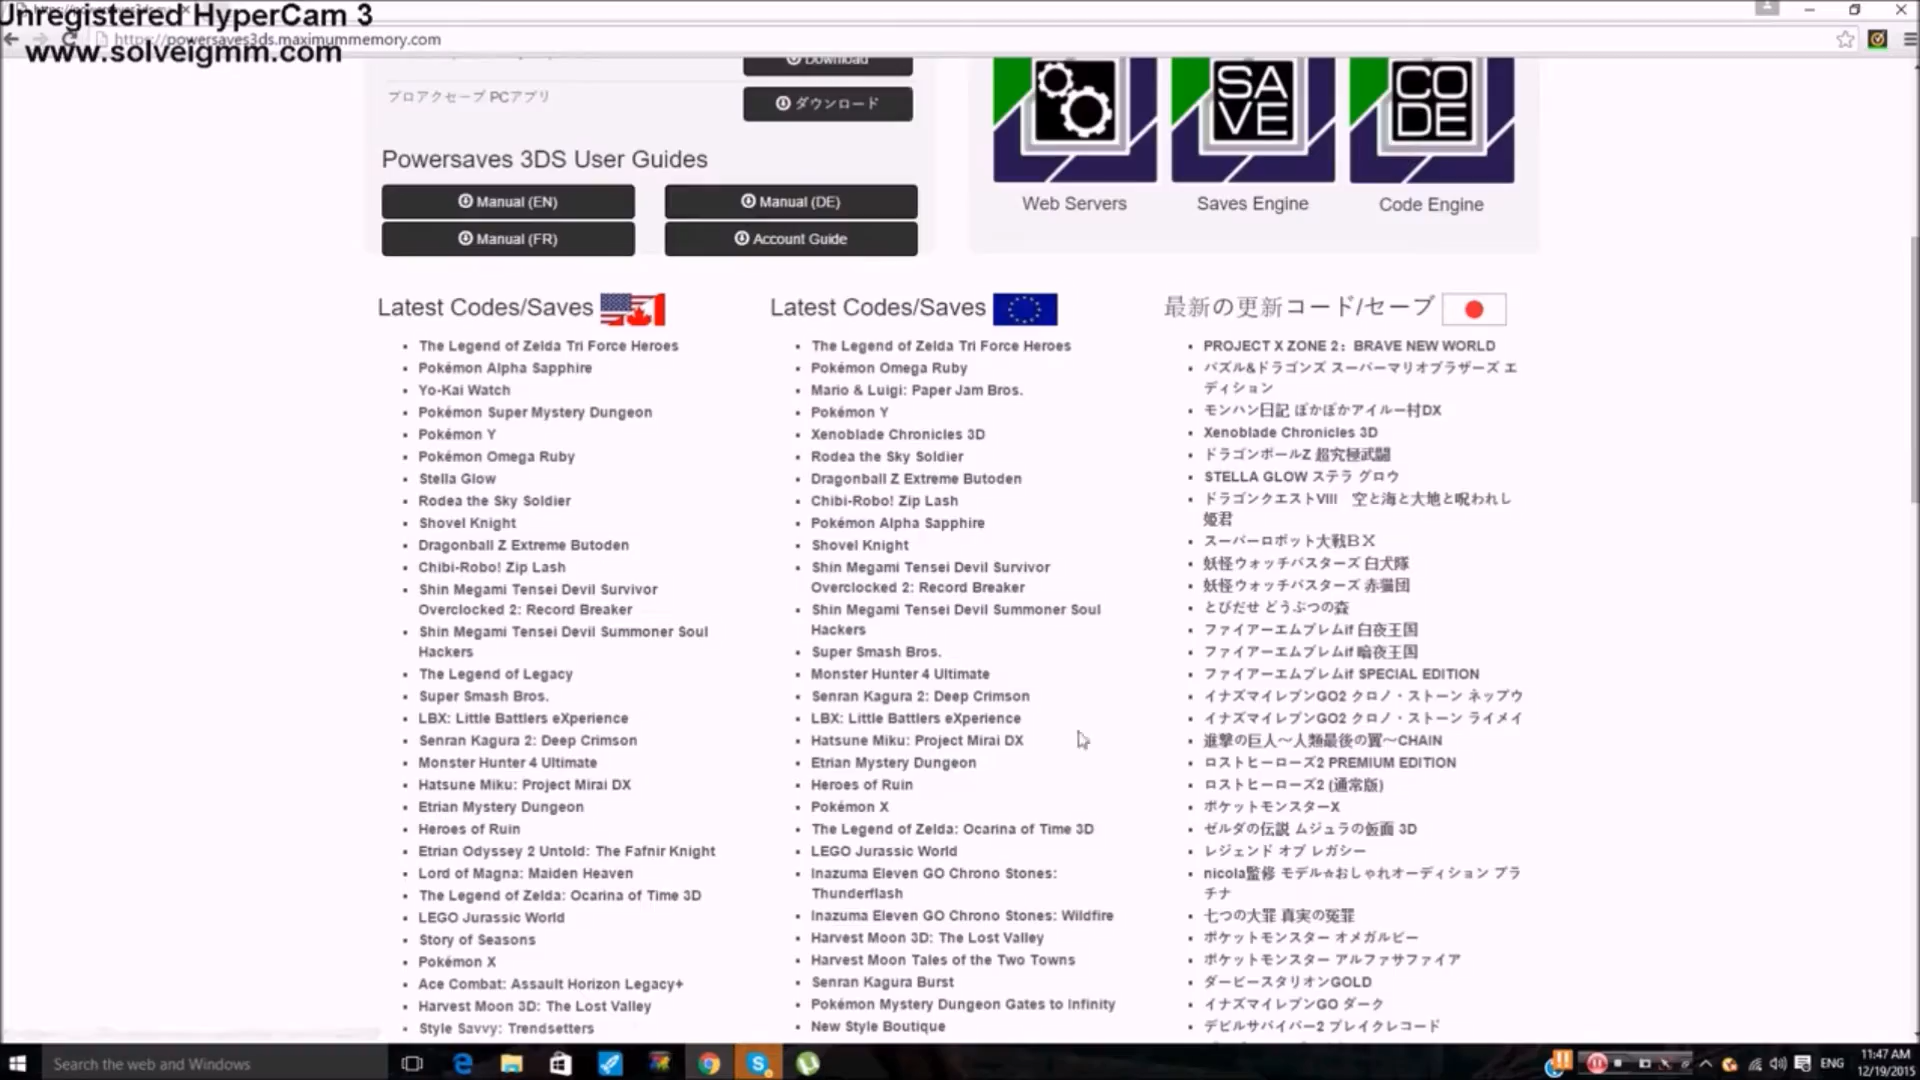 Unregistered HyperCam 3
https://powersaves3ds.maximummemory.com
www.solveigmm.com
Download
プロアクセーブ PCアプリ
ダウンロード
SAVE
CODE
Powersaves 3DS User Guides
Manual (EN)
Manual (DE)
Manual (FR)
Account Guide
Web Servers
Saves Engine
Code Engine
Latest Codes/Saves
The Legend of Zelda Tri Force Heroes
Pokémon Alpha Sapphire
Yo-Kai Watch
Pokémon Super Mystery Dungeon
Pokémon Y
Pokémon Omega Ruby
Stella Glow
Rodea the Sky Soldier
Shovel Knight
Dragonball Z Extreme Butoden
Chibi-Robo! Zip Lash
Shin Megami Tensei Devil Survivor
Overclocked 2: Record Breaker
Shin Megami Tensei Devil Summoner Soul
Hackers
The Legend of Legacy
Super Smash Bros.
LBX: Little Battlers eXperience
Senran Kagura 2: Deep Crimson
Monster Hunter 4 Ultimate
Hatsune Miku: Project Mirai DX
Etrian Mystery Dungeon
Heroes of Ruin
Etrian Odyssey 2 Untold: The Fafnir Knight
Lord of Magna: Maiden Heaven
The Legend of Zelda: Ocarina of Time 3D
LEGO Jurassic World
Story of Seasons
Pokémon X
Ace Combat: Assault Horizon Legacy+
Harvest Moon 3D: The Lost Valley
Style Savvy: Trendsetters
Latest Codes/Saves
The Legend of Zelda Tri Force Heroes
Pokémon Omega Ruby
Mario & Luigi: Paper Jam Bros.
Pokémon Y
Xenoblade Chronicles 3D
Rodea the Sky Soldier
Dragonball Z Extreme Butoden
Chibi-Robo! Zip Lash
Pokémon Alpha Sapphire
Shovel Knight
Shin Megami Tensei Devil Survivor
Overclocked 2: Record Breaker
Shin Megami Tensei Devil Summoner Soul
Hackers
Super Smash Bros.
Monster Hunter 4 Ultimate
Senran Kagura 2: Deep Crimson
LBX: Little Battlers eXperience
Hatsune Miku: Project Mirai DX
Etrian Mystery Dungeon
Heroes of Ruin
Pokémon X
The Legend of Zelda: Ocarina of Time 3D
LEGO Jurassic World
Inazuma Eleven GO Chrono Stones:
Thunderflash
Inazuma Eleven GO Chrono Stones: Wildfire
Harvest Moon 3D: The Lost Valley
Harvest Moon Tales of the Two Towns
Senran Kagura Burst
Pokémon Mystery Dungeon Gates to Infinity
New Style Boutique
最新の更新コード/セーブ
PROJECT X ZONE 2：BRAVE NEW WORLD
パズル&ドラゴンズ スーパーマリオブラザーズ エ
ディション
モンハン日記 ぽかぽかアイルー村DX
Xenoblade Chronicles 3D
ドラゴンボールZ 超究極武闘
STELLA GLOW ステラ グロウ
ドラゴンクエストVIII　空と海と大地と呪われし
姫君
スーパーロボット大戦ＢＸ
妖怪ウォッチバスターズ 白犬隊
妖怪ウォッチバスターズ 赤猫団
とびだせ どうぶつの森
ファイアーエムブレムif 白夜王国
ファイアーエムブレムif 暗夜王国
ファイアーエムブレムif SPECIAL EDITION
イナズマイレブンGO2 クロノ・ストーン ネップウ
イナズマイレブンGO2 クロノ・ストーン ライメイ
進撃の巨人～人類最後の翼～CHAIN
ロストヒーローズ2 PREMIUM EDITION
ロストヒーローズ2 (通常版)
ポケットモンスターX
ゼルダの伝説 ムジュラの仮面 3D
レジェンド オブ レガシー
nicola監修 モデル☆おしゃれオーディション プラ
チナ
七つの大罪 真実の冤罪
ポケットモンスター オメガルビー
ポケットモンスター アルファサファイア
ダービースタリオンGOLD
イナズマイレブンGO ダーク
デビルサバイバー2 ブレイクレコード
Search the web and Windows
ENG
11:47 AM
12/19/2015